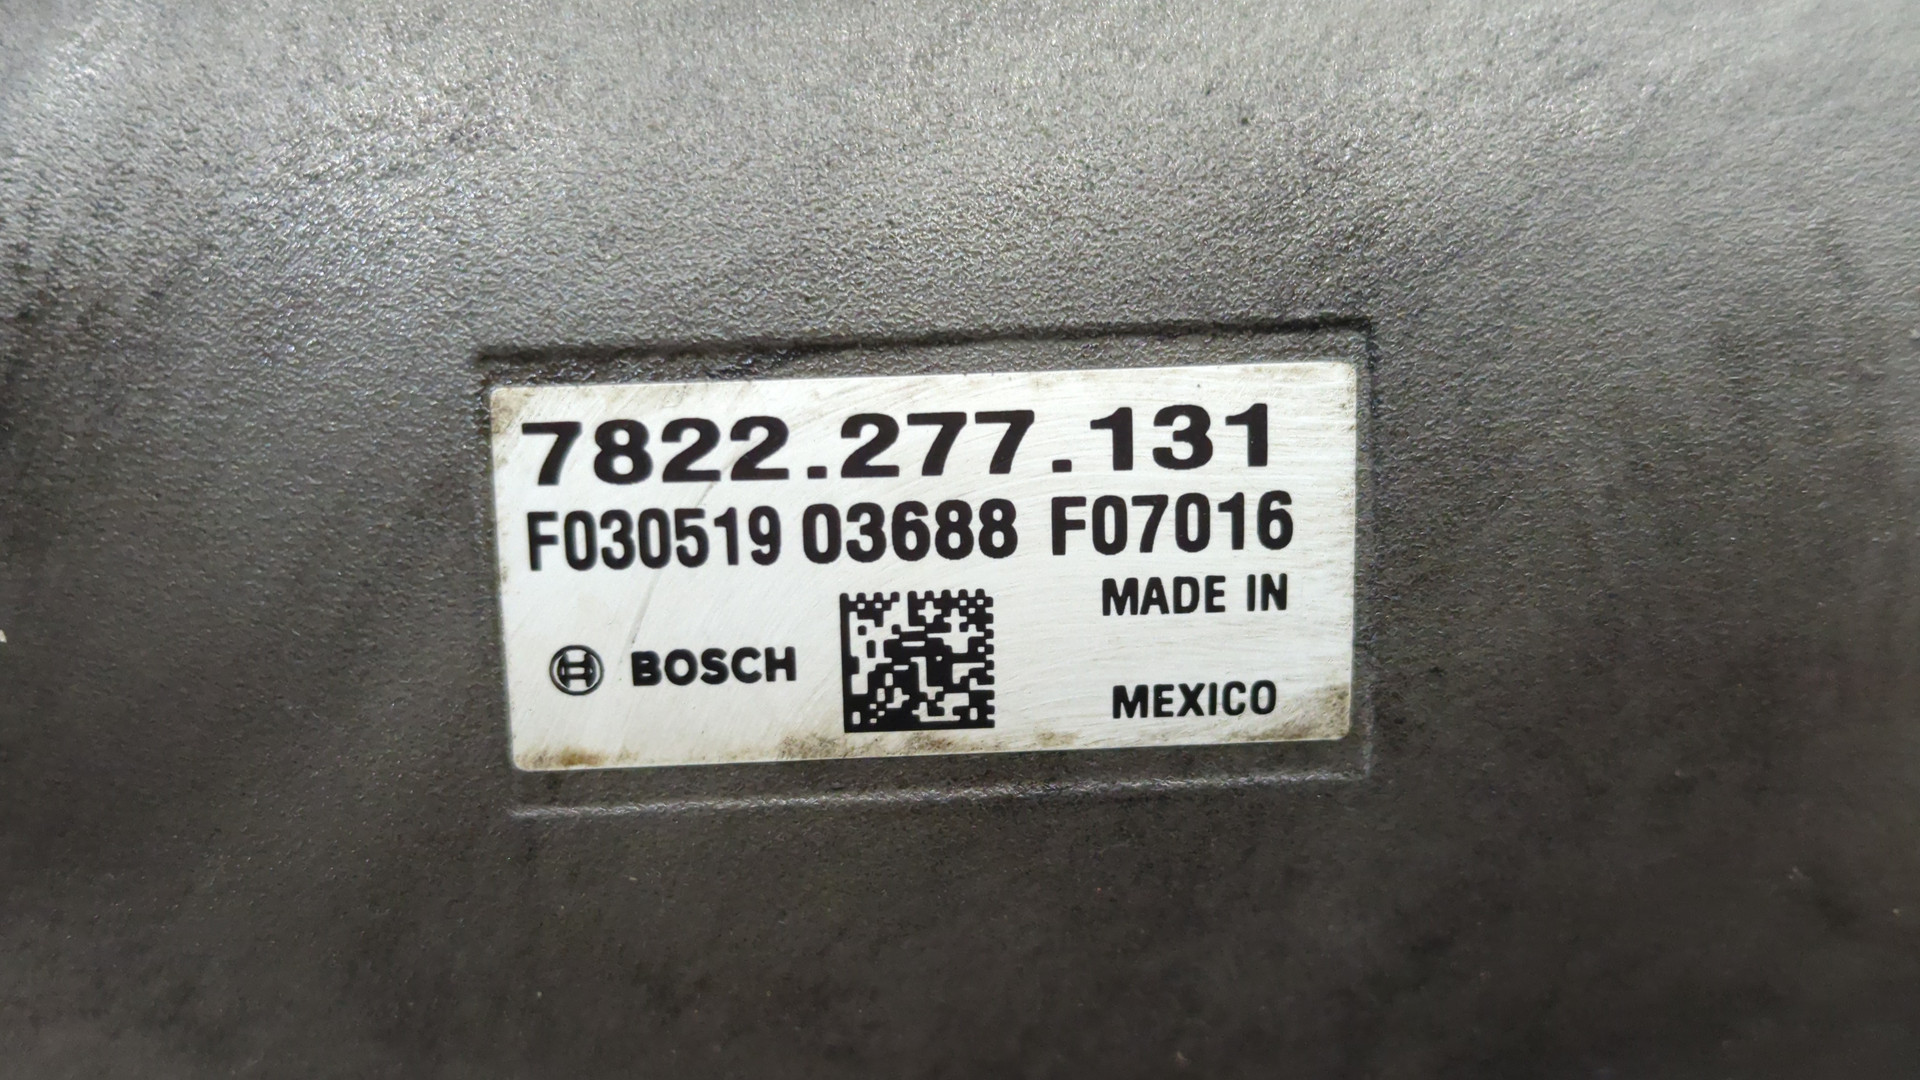 7822.277.131
F030519 03688 F07016
MADE IN
BOSCH
MEXICO